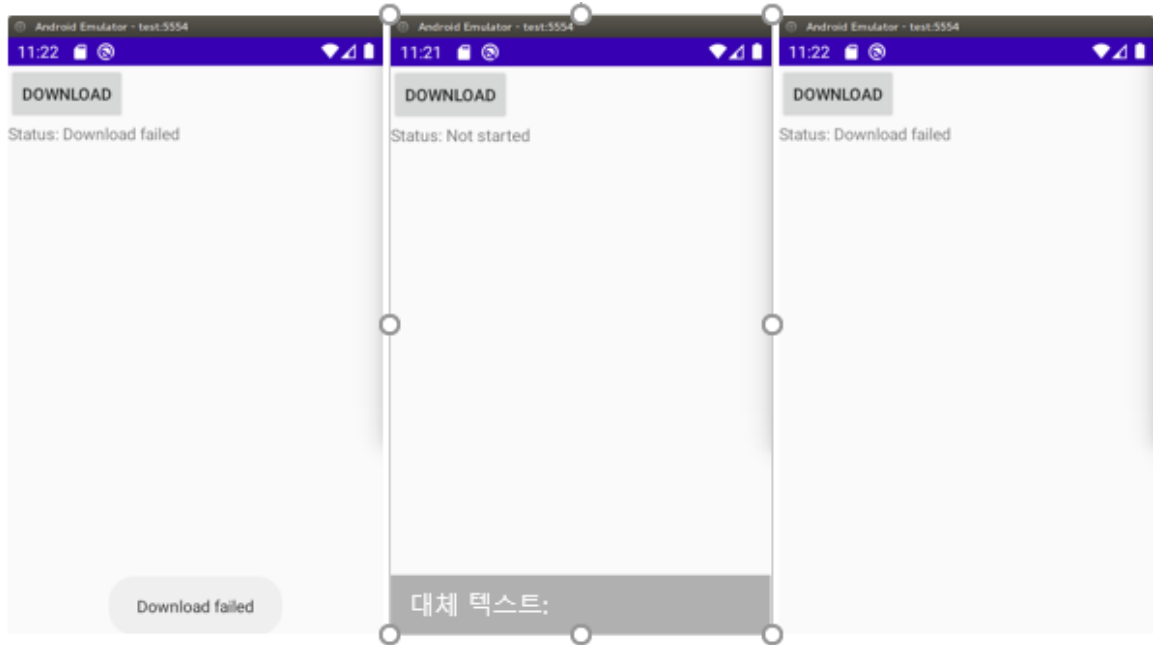 Android Emulator - test:5554
11:22
DOWNLOAD
Status: Download failed
Download failed
Android Emulator - test:5554
11:21
DOWNLOAD
Status: Not started
대체 텍스트:
Android Emulator - test:5554
11:22
DOWNLOAD
Status: Download failed